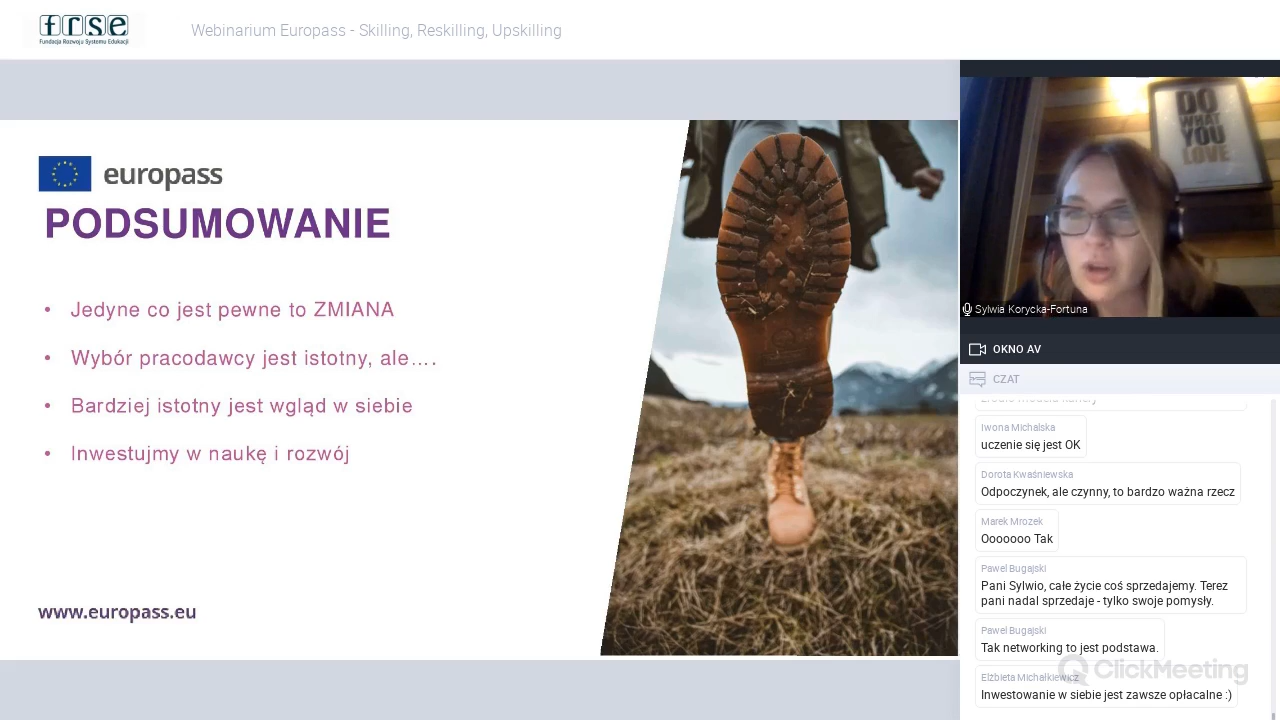 frse
Fundacja Rozwoju Systemu Edukacji
Webinarium Europass - Skilling, Reskilling, Upskilling
europass
PODSUMOWANIE
• Jedyne co jest pewne to ZMIANA
• Wybór pracodawcy jest istotny, ale....
• Bardziej istotny jest wgląd w siebie
• Inwestujmy w naukę i rozwój
www.europass.eu
DO
WHAT
YOU
LOVE
Sylwia Korycka-Fortuna
OKNO AV
CZAT
Iwona Michalska
uczenie się jest OK
Dorota Kwaśniewska
Odpoczynek, ale czynny, to bardzo ważna rzecz
Marek Mrozek
Ooooooo Tak
Pawel Bugajski
Pani Sylwio, całe życie coś sprzedajemy. Terez
pani nadal sprzedaje - tylko swoje pomysły.
Pawel Bugajski
Tak networking to jest podstawa.
ClickMeeting
Elżbieta Michałkiewicz
Inwestowanie w siebie jest zawsze opłacalne :)